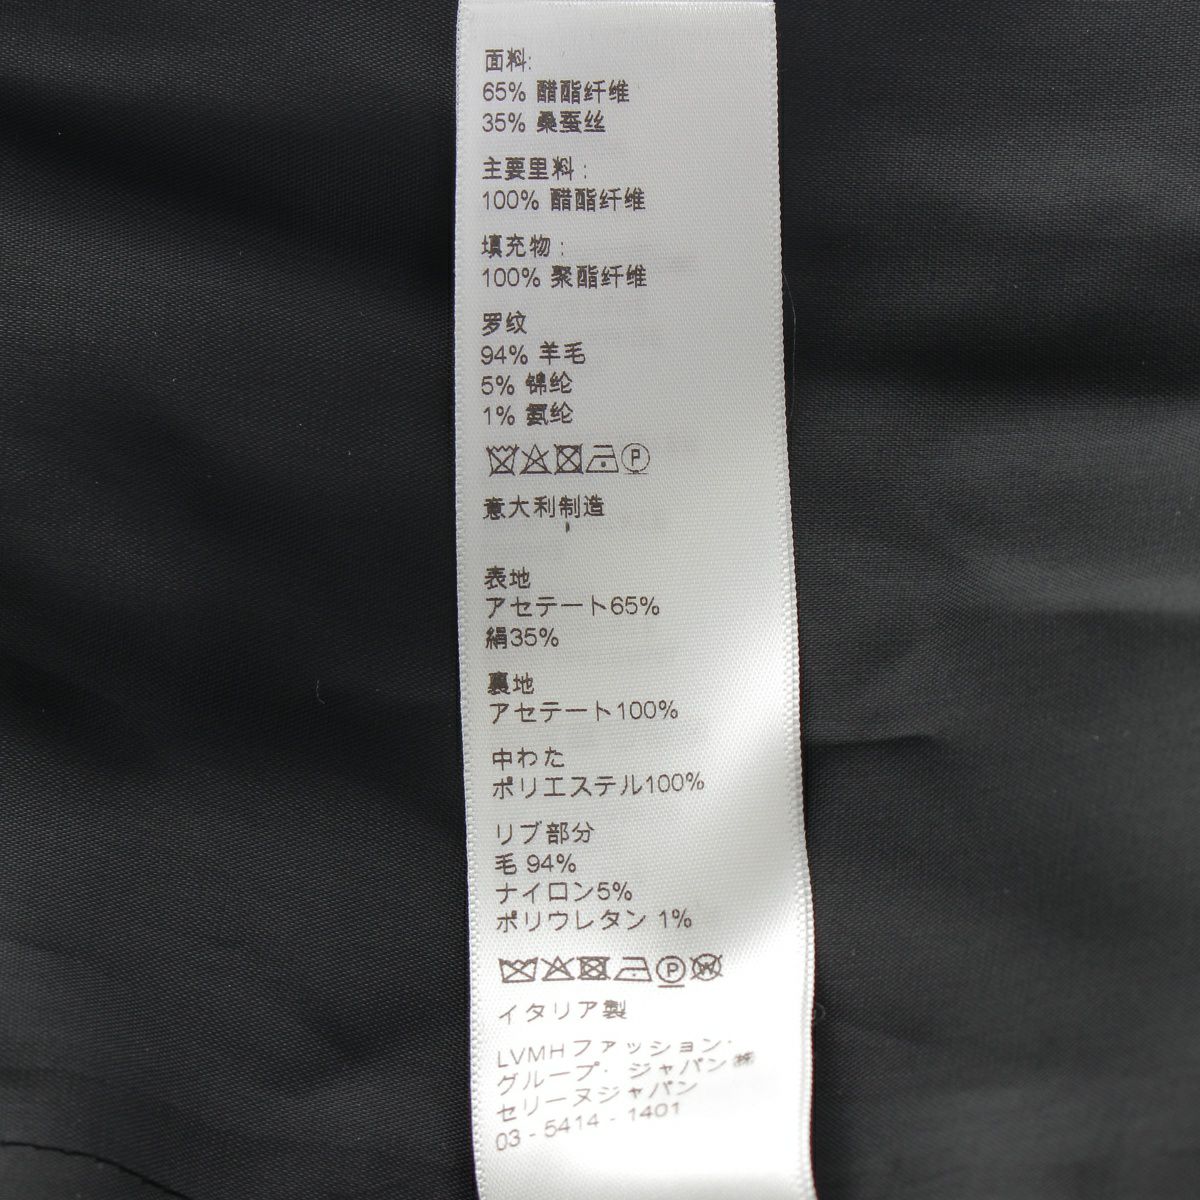 面料:
65% 醋酯纤维
35% 桑蚕丝
主要里料:
100% 醋酯纤维
填充物:
100% 聚酯纤维
罗纹
94% 羊毛
5% 锦纶
1% 氨纶
P
意大利制造
表地
アセテート65%
絹35%
裏地
アセテート100%
中わた
ポリエステル100%
リブ部分
毛 94%
ナイロン5%
ポリウレタン 1%
P W
イタリア製
LVMHファッション・
グループ・ジャパン㈱
セリーヌジャパン
03-5414-1401